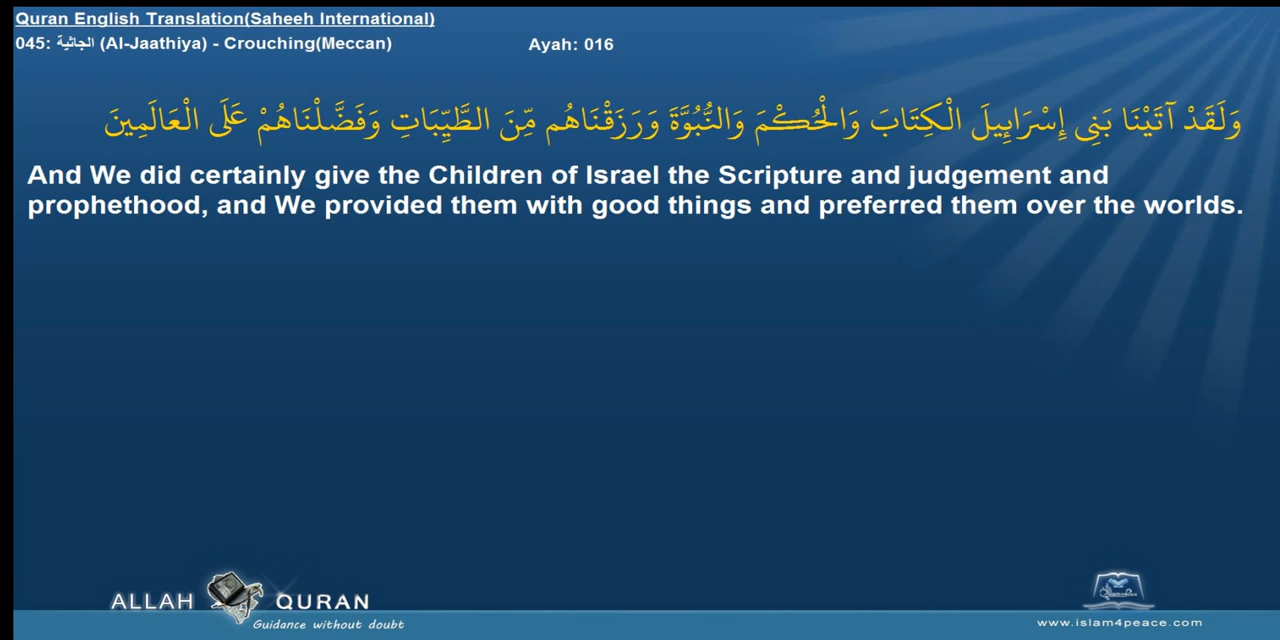 Quran English Translation(Saheeh International)
045: الجاثية (Al-Jaathiya) - Crouching(Meccan)
Ayah: 016
وَلَقَدْ آتَيْنَا بَنِي إِسْرَائِيلَ الْكِتَابَ وَالْحُكْمَ وَالنُّبُوَّةَ وَرَزَقْنَاهُم مِّنَ الطَّيِّبَاتِ وَفَضَّلْنَاهُمْ عَلَى الْعَالَمِينَ
And We did certainly give the Children of Israel the Scripture and judgement and
prophethood, and We provided them with good things and preferred them over the worlds.
ALLAH QURAN
Guidance without doubt
www.islam4peace.com